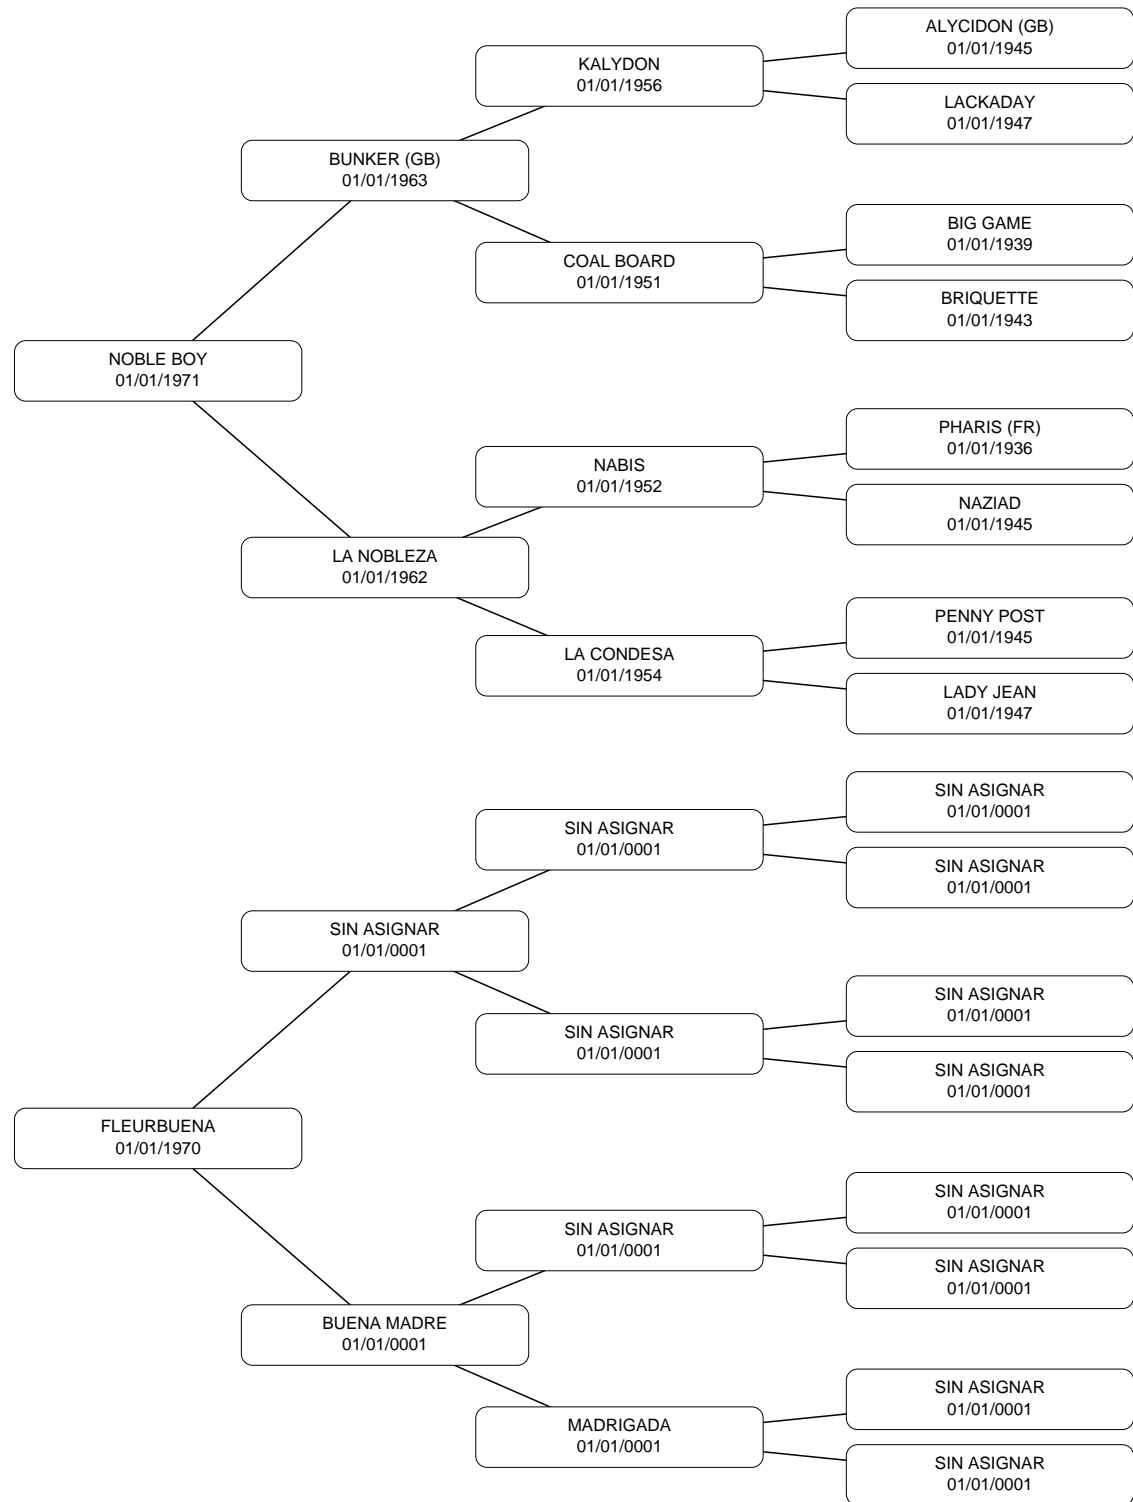 ALYCIDON (GB)
01/01/1945
KALYDON
01/01/1956
LACKADAY
01/01/1947
BUNKER (GB)
01/01/1963
BIG GAME
01/01/1939
COAL BOARD
01/01/1951
BRIQUETTE
01/01/1943
NOBLE BOY
01/01/1971
PHARIS (FR)
01/01/1936
NABIS
01/01/1952
NAZIAD
01/01/1945
LA NOBLEZA
01/01/1962
PENNY POST
01/01/1945
LA CONDESA
01/01/1954
LADY JEAN
01/01/1947
SIN ASIGNAR
01/01/0001
SIN ASIGNAR
01/01/0001
SIN ASIGNAR
01/01/0001
SIN ASIGNAR
01/01/0001
SIN ASIGNAR
01/01/0001
SIN ASIGNAR
01/01/0001
SIN ASIGNAR
01/01/0001
FLEURBUENA
01/01/1970
SIN ASIGNAR
01/01/0001
SIN ASIGNAR
01/01/0001
SIN ASIGNAR
01/01/0001
BUENA MADRE
01/01/0001
SIN ASIGNAR
01/01/0001
MADRIGADA
01/01/0001
SIN ASIGNAR
01/01/0001